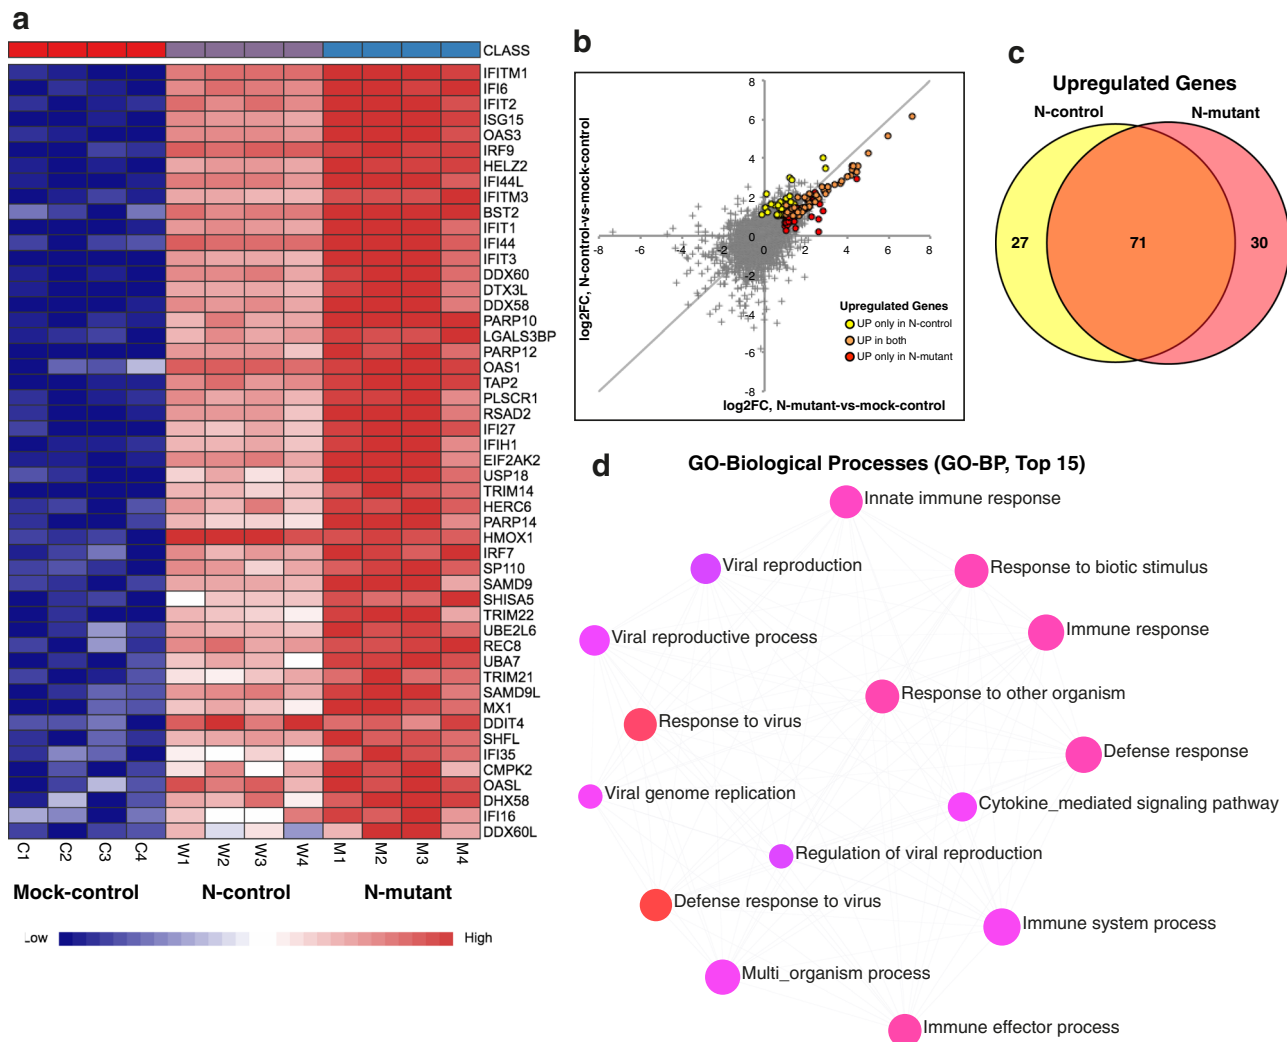 a
CLASS
IFITM1
IFI6
IFIT2
ISG15
OAS3
IRF9
HELZ2
IFI44L
IFITM3
BST2
IFIT1
IFI44
IFIT3
DDX60
DTX3L
DDX58
PARP10
LGALS3BP
PARP12
OAS1
TAP2
PLSCR1
RSAD2
IFI27
IFIH1
EIF2AK2
USP18
TRIM14
HERC6
PARP14
HMOX1
IRF7
SP110
SAMD9
SHISA5
TRIM22
UBE2L6
REC8
UBA7
TRIM21
SAMD9L
MX1
DDIT4
SHFL
IFI35
CMPK2
OASL
DHX58
IFI16
DDX60L
C1 C2 C3 C4 W1 W2 W3 W4 M1 M2 M3 M4
Mock-control N-control N-mutant
Low High
b
log2FC, N-control-vs-mock-control
8
6
4
2
0
-2
-4
-6
-8
-8 -6 -4 -2 0 2 4 6 8
Upregulated Genes
UP only in N-control
UP in both
UP only in N-mutant
log2FC, N-mutant-vs-mock-control
c
Upregulated Genes
N-control N-mutant
27 71 30
d
GO-Biological Processes (GO-BP, Top 15)
Innate immune response
Viral reproduction
Response to biotic stimulus
Viral reproductive process
Immune response
Response to other organism
Response to virus
Defense response
Viral genome replication
Cytokine_mediated signaling pathway
Regulation of viral reproduction
Defense response to virus
Immune system process
Multi_organism process
Immune effector process